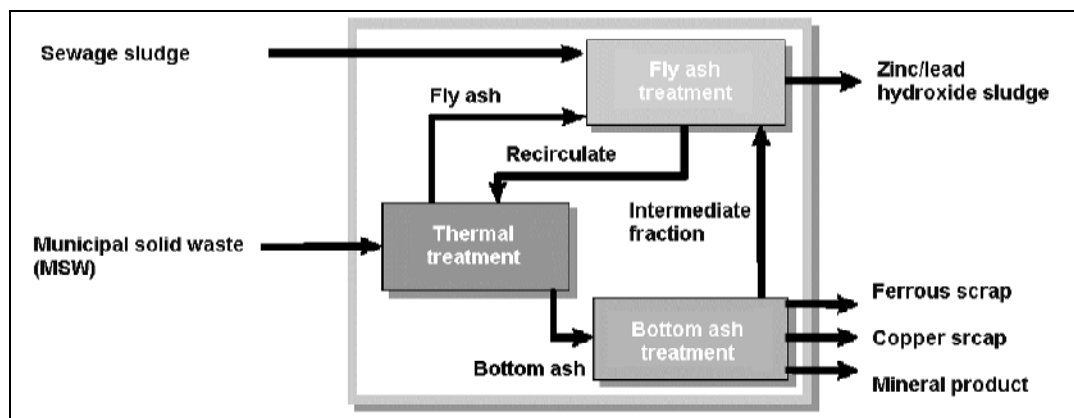 Sewage sludge
Fly ash
treatment
Zinc/lead
hydroxide sludge
Fly ash
Recirculate
Intermediate
fraction
Thermal
treatment
Municipal solid waste
(MSW)
Bottom ash
treatment
Bottom ash
Ferrous scrap
Copper srcap
Mineral product